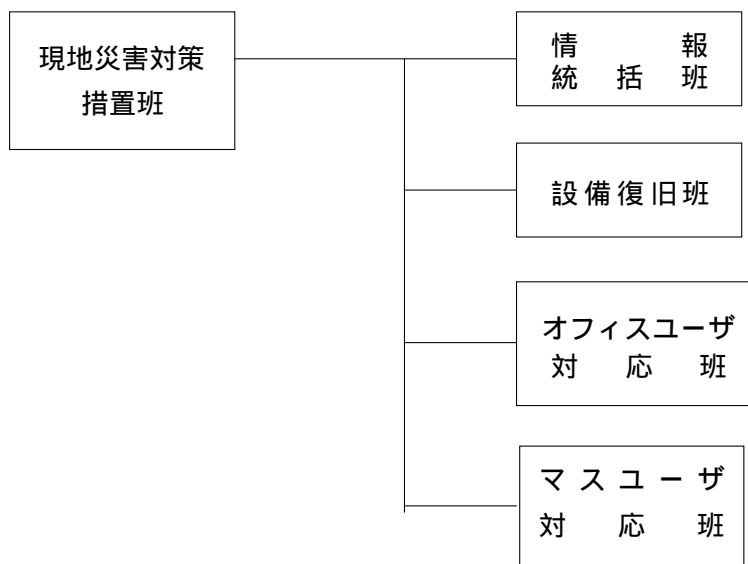 現地災害対策
措置班
情報
統括班
設備復旧班
オフィスユーザ
対応班
マスユーザ
対応班